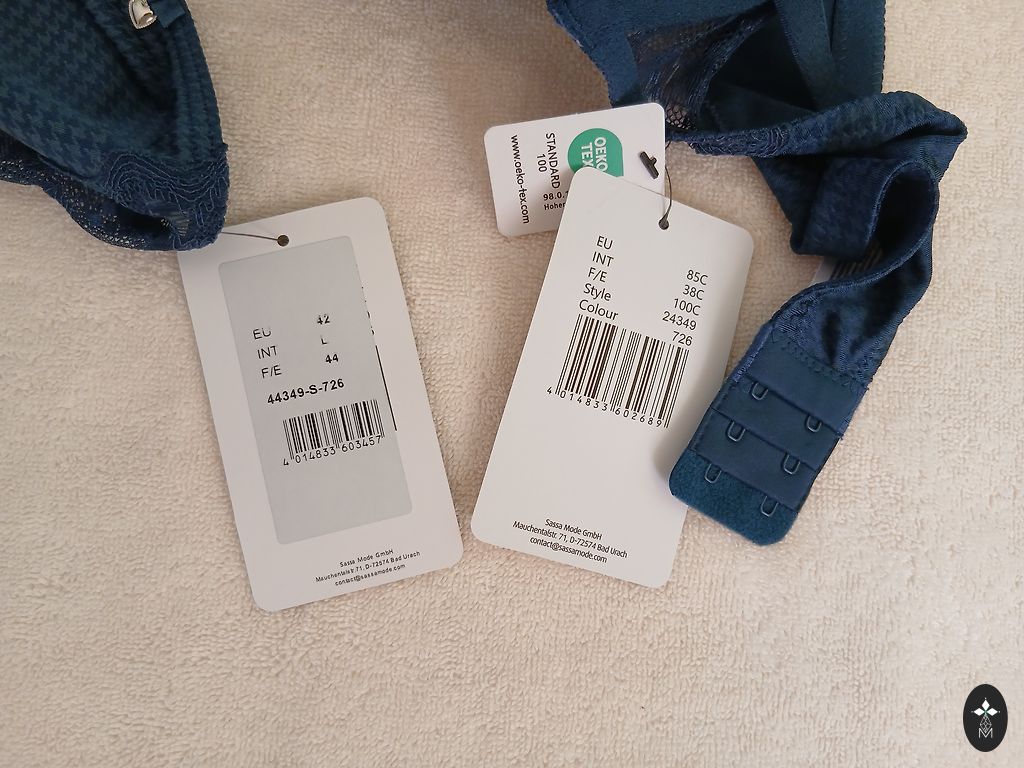 EU 42
INT L
F/E 44
44349-S-726
4 014833 603457
Sassa Mode GmbH
Mauchentalstr.71, D-72574 Bad Urach
contact@sassamode.com
OEKO
TEX
STANDARD
100
www.oeko-tex.com
EU 85C
INT 38C
F/E 100C
Style 24349
Colour 726
4 014833 602689
Sassa Mode GmbH
Mauchentalstr. 71, D-72574 Bad Urach
contact@sassamode.com
M